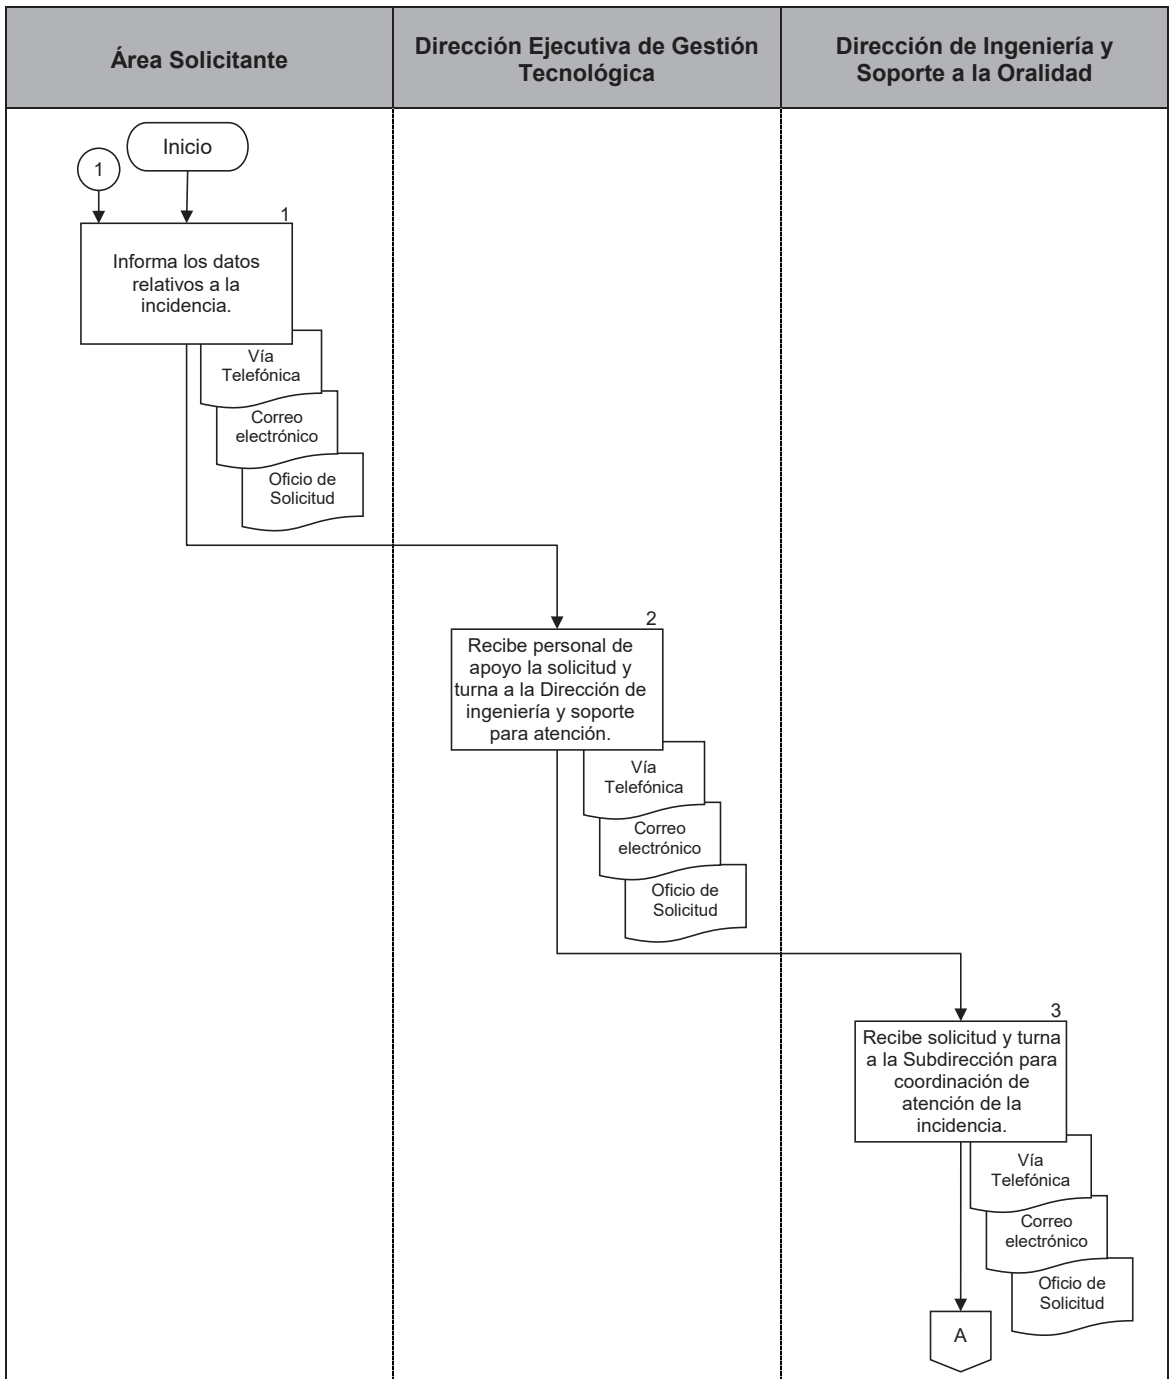 Área Solicitante
Dirección Ejecutiva de Gestión
Tecnológica
Dirección de Ingeniería y
Soporte a la Oralidad
Inicio
1
1
Informa los datos
relativos a la
incidencia.
Vía
Telefónica
Correo
electrónico
Oficio de
Solicitud
2
Recibe personal de
apoyo la solicitud y
turna a la Dirección de
ingeniería y soporte
para atención.
Vía
Telefónica
Correo
electrónico
Oficio de
Solicitud
3
Recibe solicitud y turna
a la Subdirección para
coordinación de
atención de la
incidencia.
Vía
Telefónica
Correo
electrónico
Oficio de
Solicitud
A